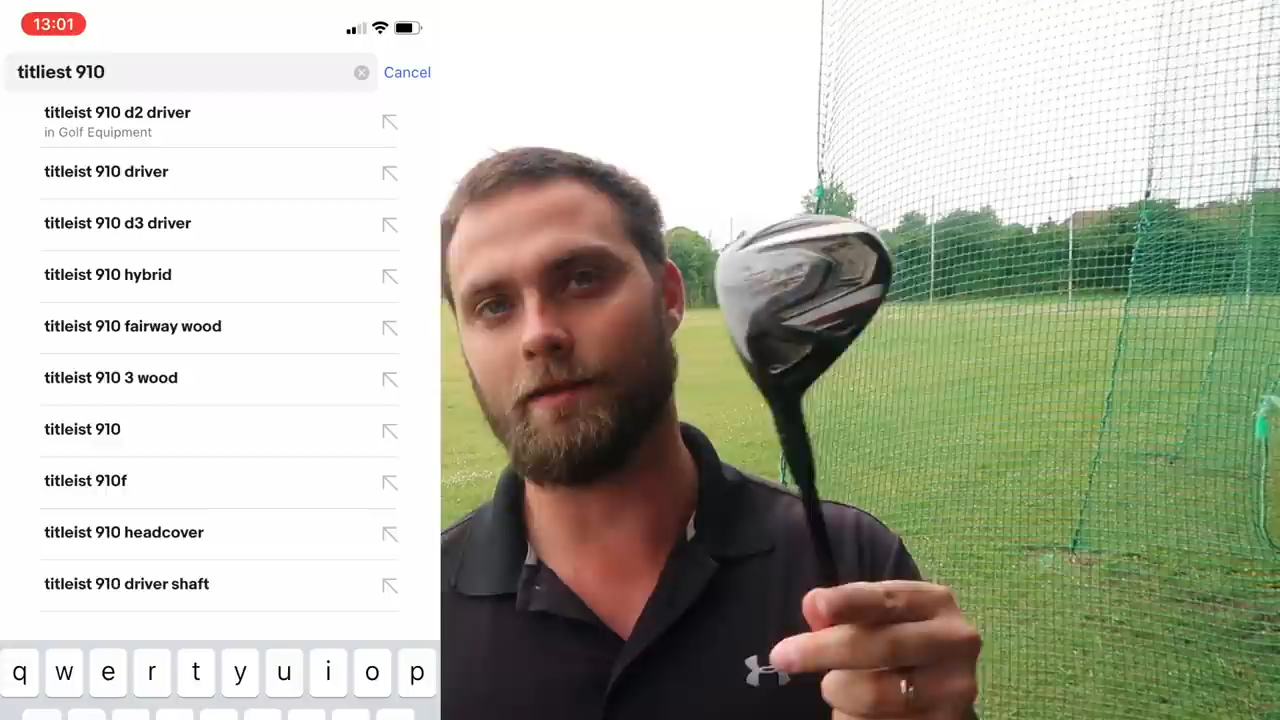 13:01
titliest 910
Cancel
titleist 910 d2 driver
in Golf Equipment
titleist 910 driver
titleist 910 d3 driver
titleist 910 hybrid
titleist 910 fairway wood
titleist 910 3 wood
titleist 910
titleist 910f
titleist 910 headcover
titleist 910 driver shaft
q w e r t y u i o p